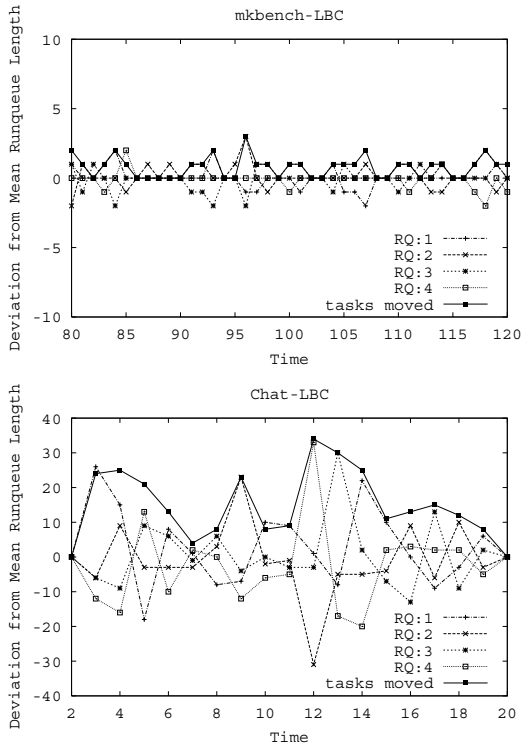 mkbench-LBC
Deviation from Mean Runqueue Length
10
5
0
-5
-10
RQ:1
RQ:2
RQ:3
RQ:4
tasks moved
80 85 90 95 100 105 110 115 120
Time
Chat-LBC
Deviation from Mean Runqueue Length
40
30
20
10
0
-10
-20
-30
-40
RQ:1
RQ:2
RQ:3
RQ:4
tasks moved
2 4 6 8 10 12 14 16 18 20
Time